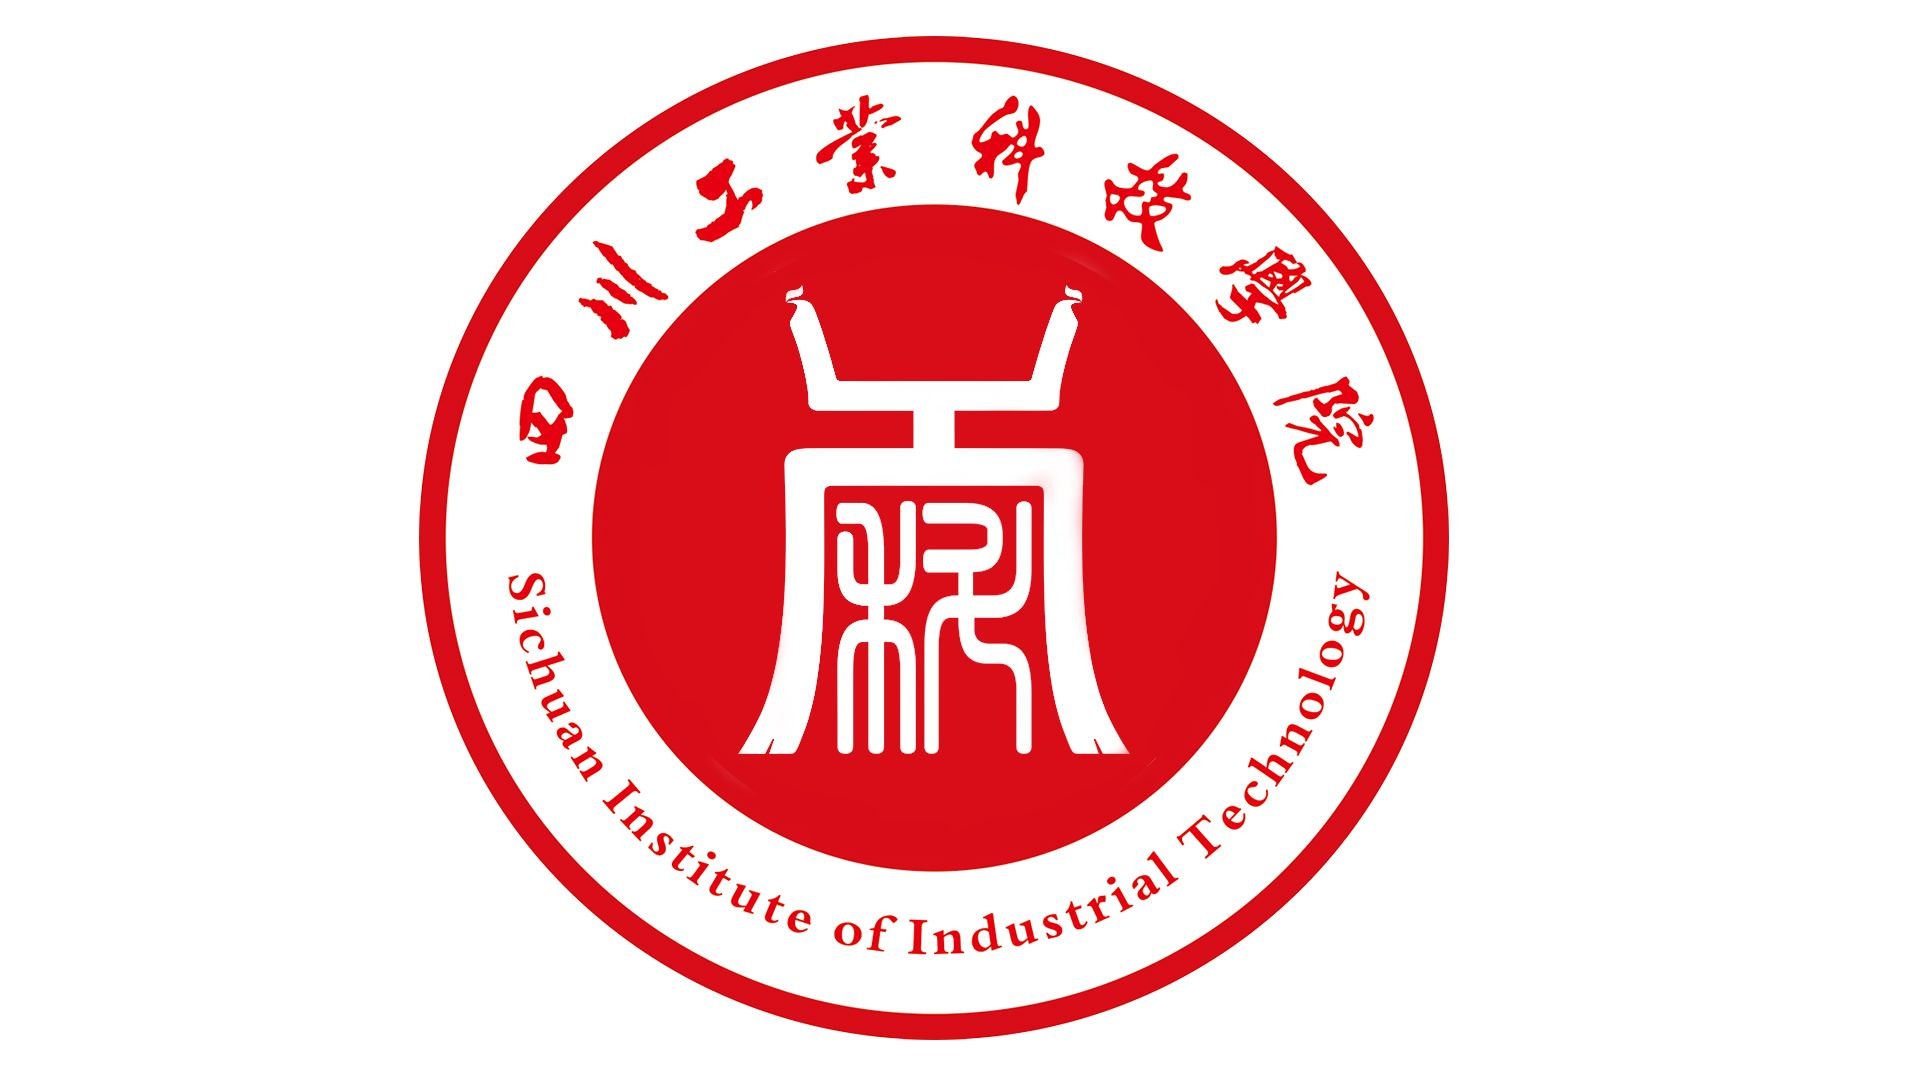 四川工業科技學院
Sichuan Institute of Industrial Technology